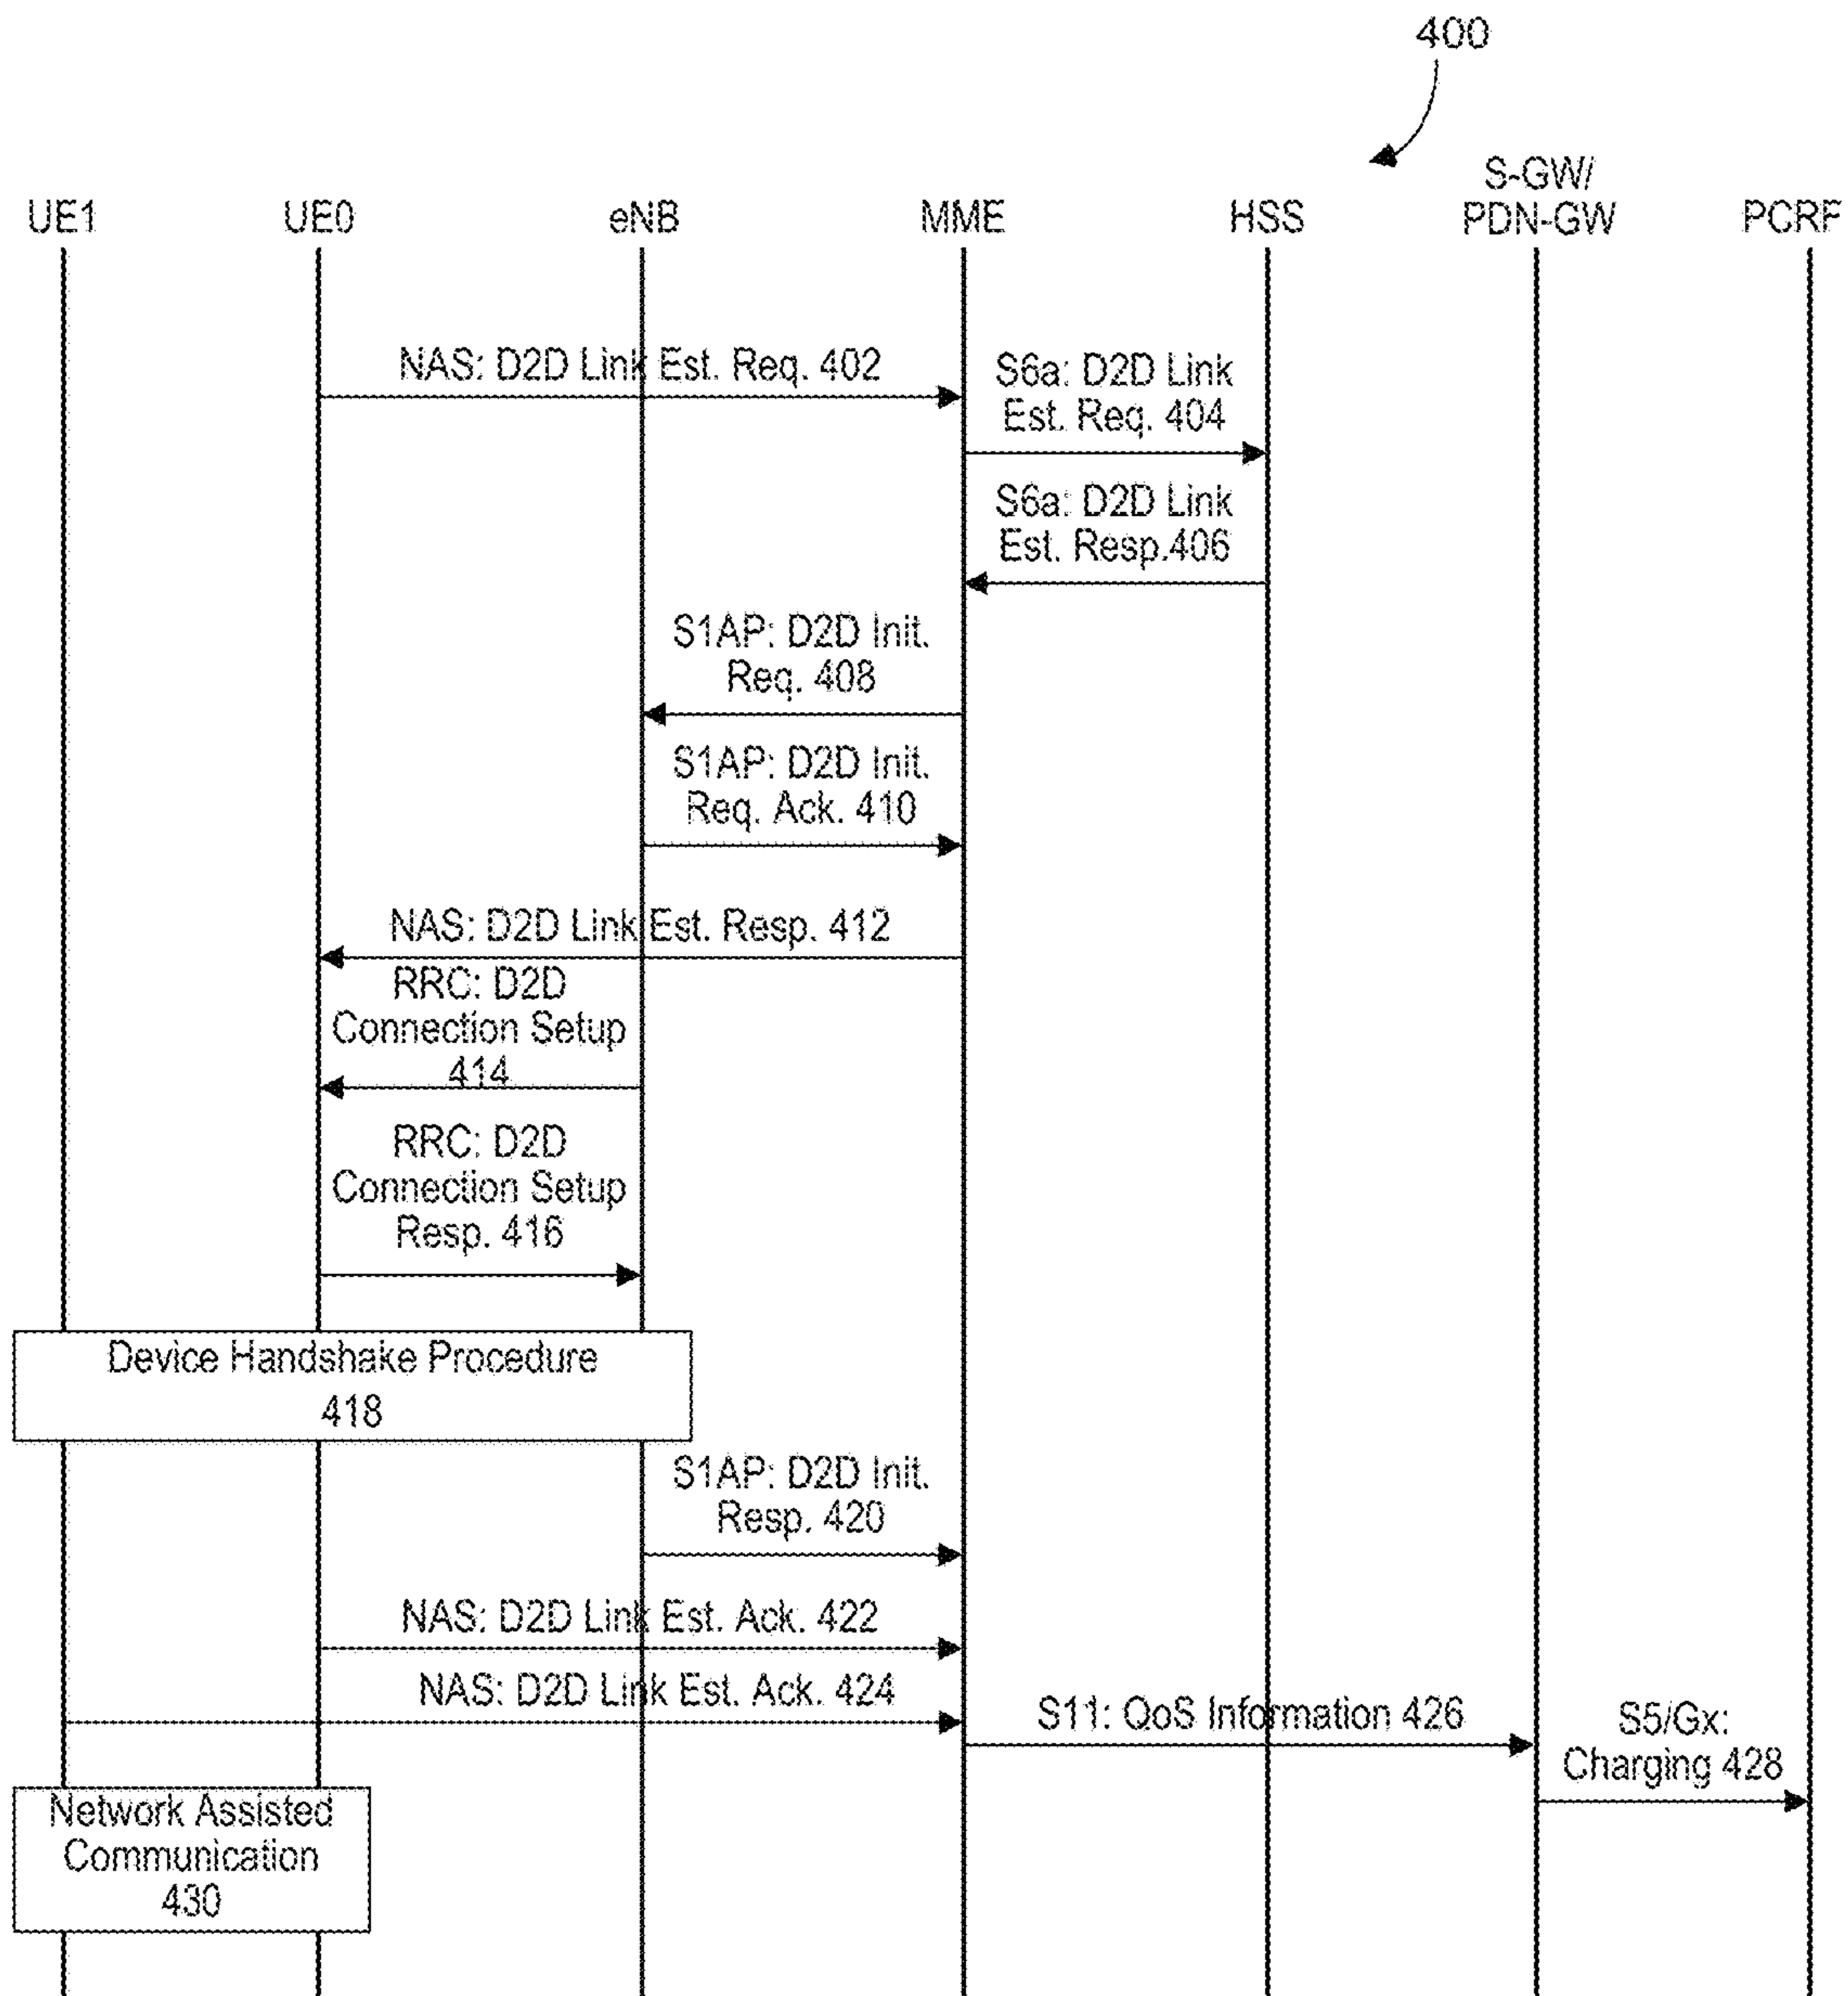 400
UE1
UE0
eNB
MME
HSS
S-GW/
PDN-GW
PCRF
NAS: D2D Link Est. Req. 402
S6a: D2D Link
Est. Req. 404
S6a: D2D Link
Est. Resp.406
S1AP: D2D Init.
Req. 408
S1AP: D2D Init.
Req. Ack. 410
NAS: D2D Link Est. Resp. 412
RRC: D2D
Connection Setup
414
RRC: D2D
Connection Setup
Resp. 416
Device Handshake Procedure
418
S1AP: D2D Init.
Resp. 420
NAS: D2D Link Est. Ack. 422
NAS: D2D Link Est. Ack. 424
S11: QoS Information 426
S5/Gx:
Charging 428
Network Assisted
Communication
430